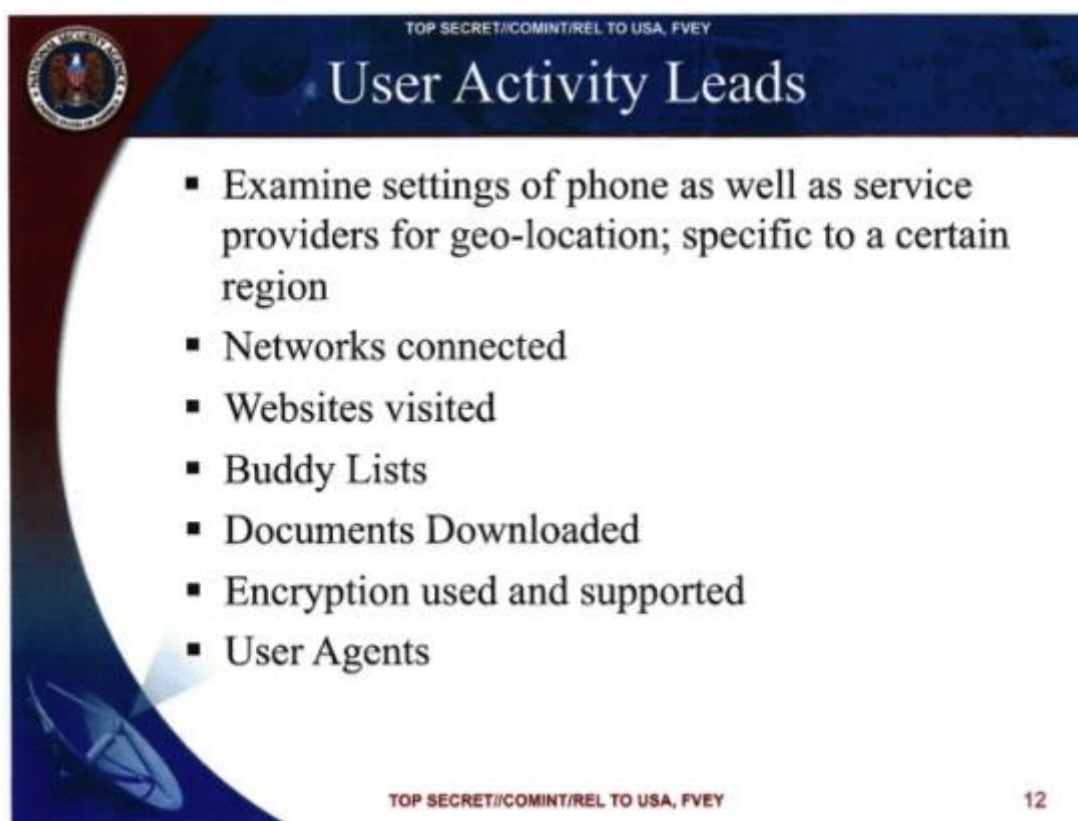 TOP SECRET//COMINT/REL TO USA, FVEY
User Activity Leads
▪ Examine settings of phone as well as service
providers for geo-location; specific to a certain
region
▪ Networks connected
▪ Websites visited
▪ Buddy Lists
▪ Documents Downloaded
▪ Encryption used and supported
▪ User Agents
TOP SECRET//COMINT/REL TO USA, FVEY
12